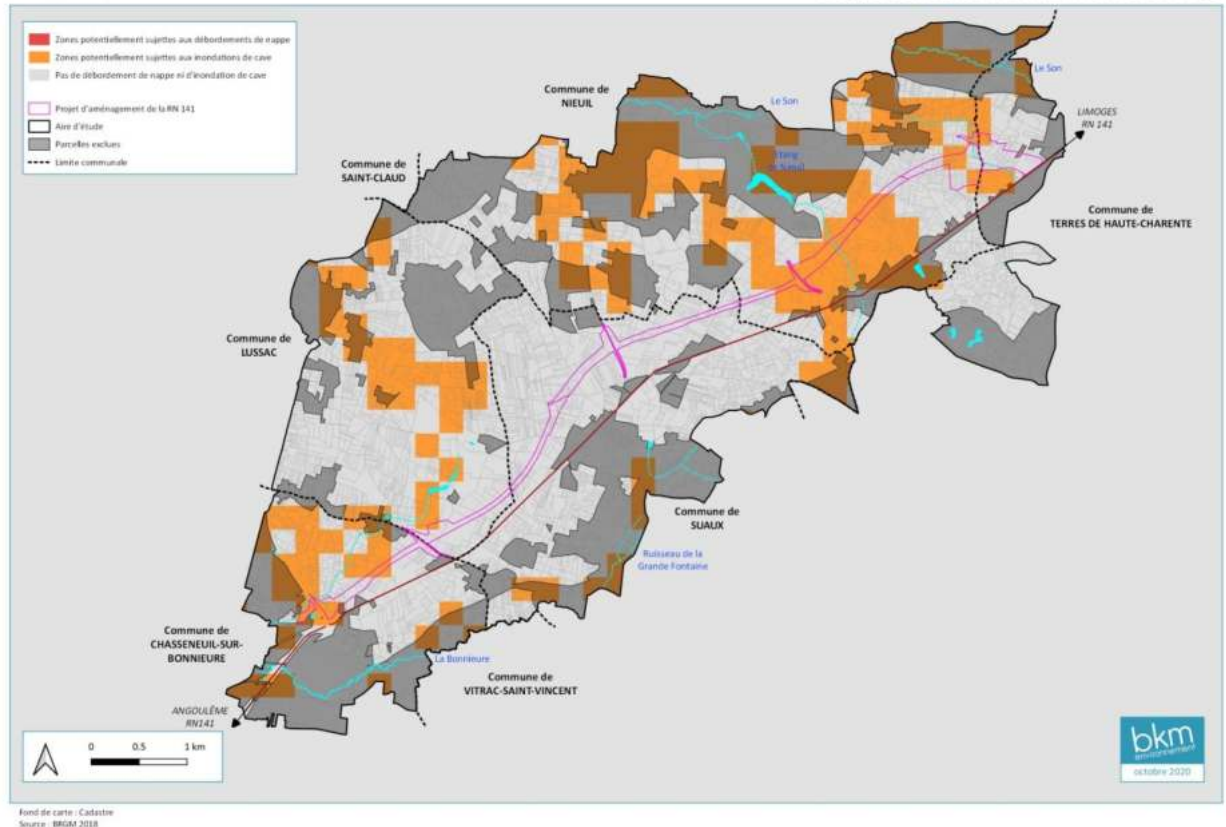 Zones potentiellement sujettes aux débordements de nappe
Zones potentiellement sujettes aux inondations de cave
Pas de débordement de nappe ni d'inondation de cave
Projet d'aménagement de la RN 141
Aire d'étude
Parcelles exclues
Limite communale
Commune de
NIEUIL
Le Son
Le Son
LIMOGES
RN 141
Commune de
SAINT-CLAUD
Commune de
TERRES DE HAUTE-CHARENTE
Commune de
LUSSAC
Commune de
SUAUX
Ruisseau de la
Grande Fontaine
Commune de
CHASSENEUIL-SUR-
BONNIEURE
La Bonnieure
Commune de
VITRAC-SAINT-VINCENT
ANGOULÊME
RN141
0 0.5 1 km
bkm
environnement
octobre 2020
Fond de carte : Cadastre
Source : BRGM 2018